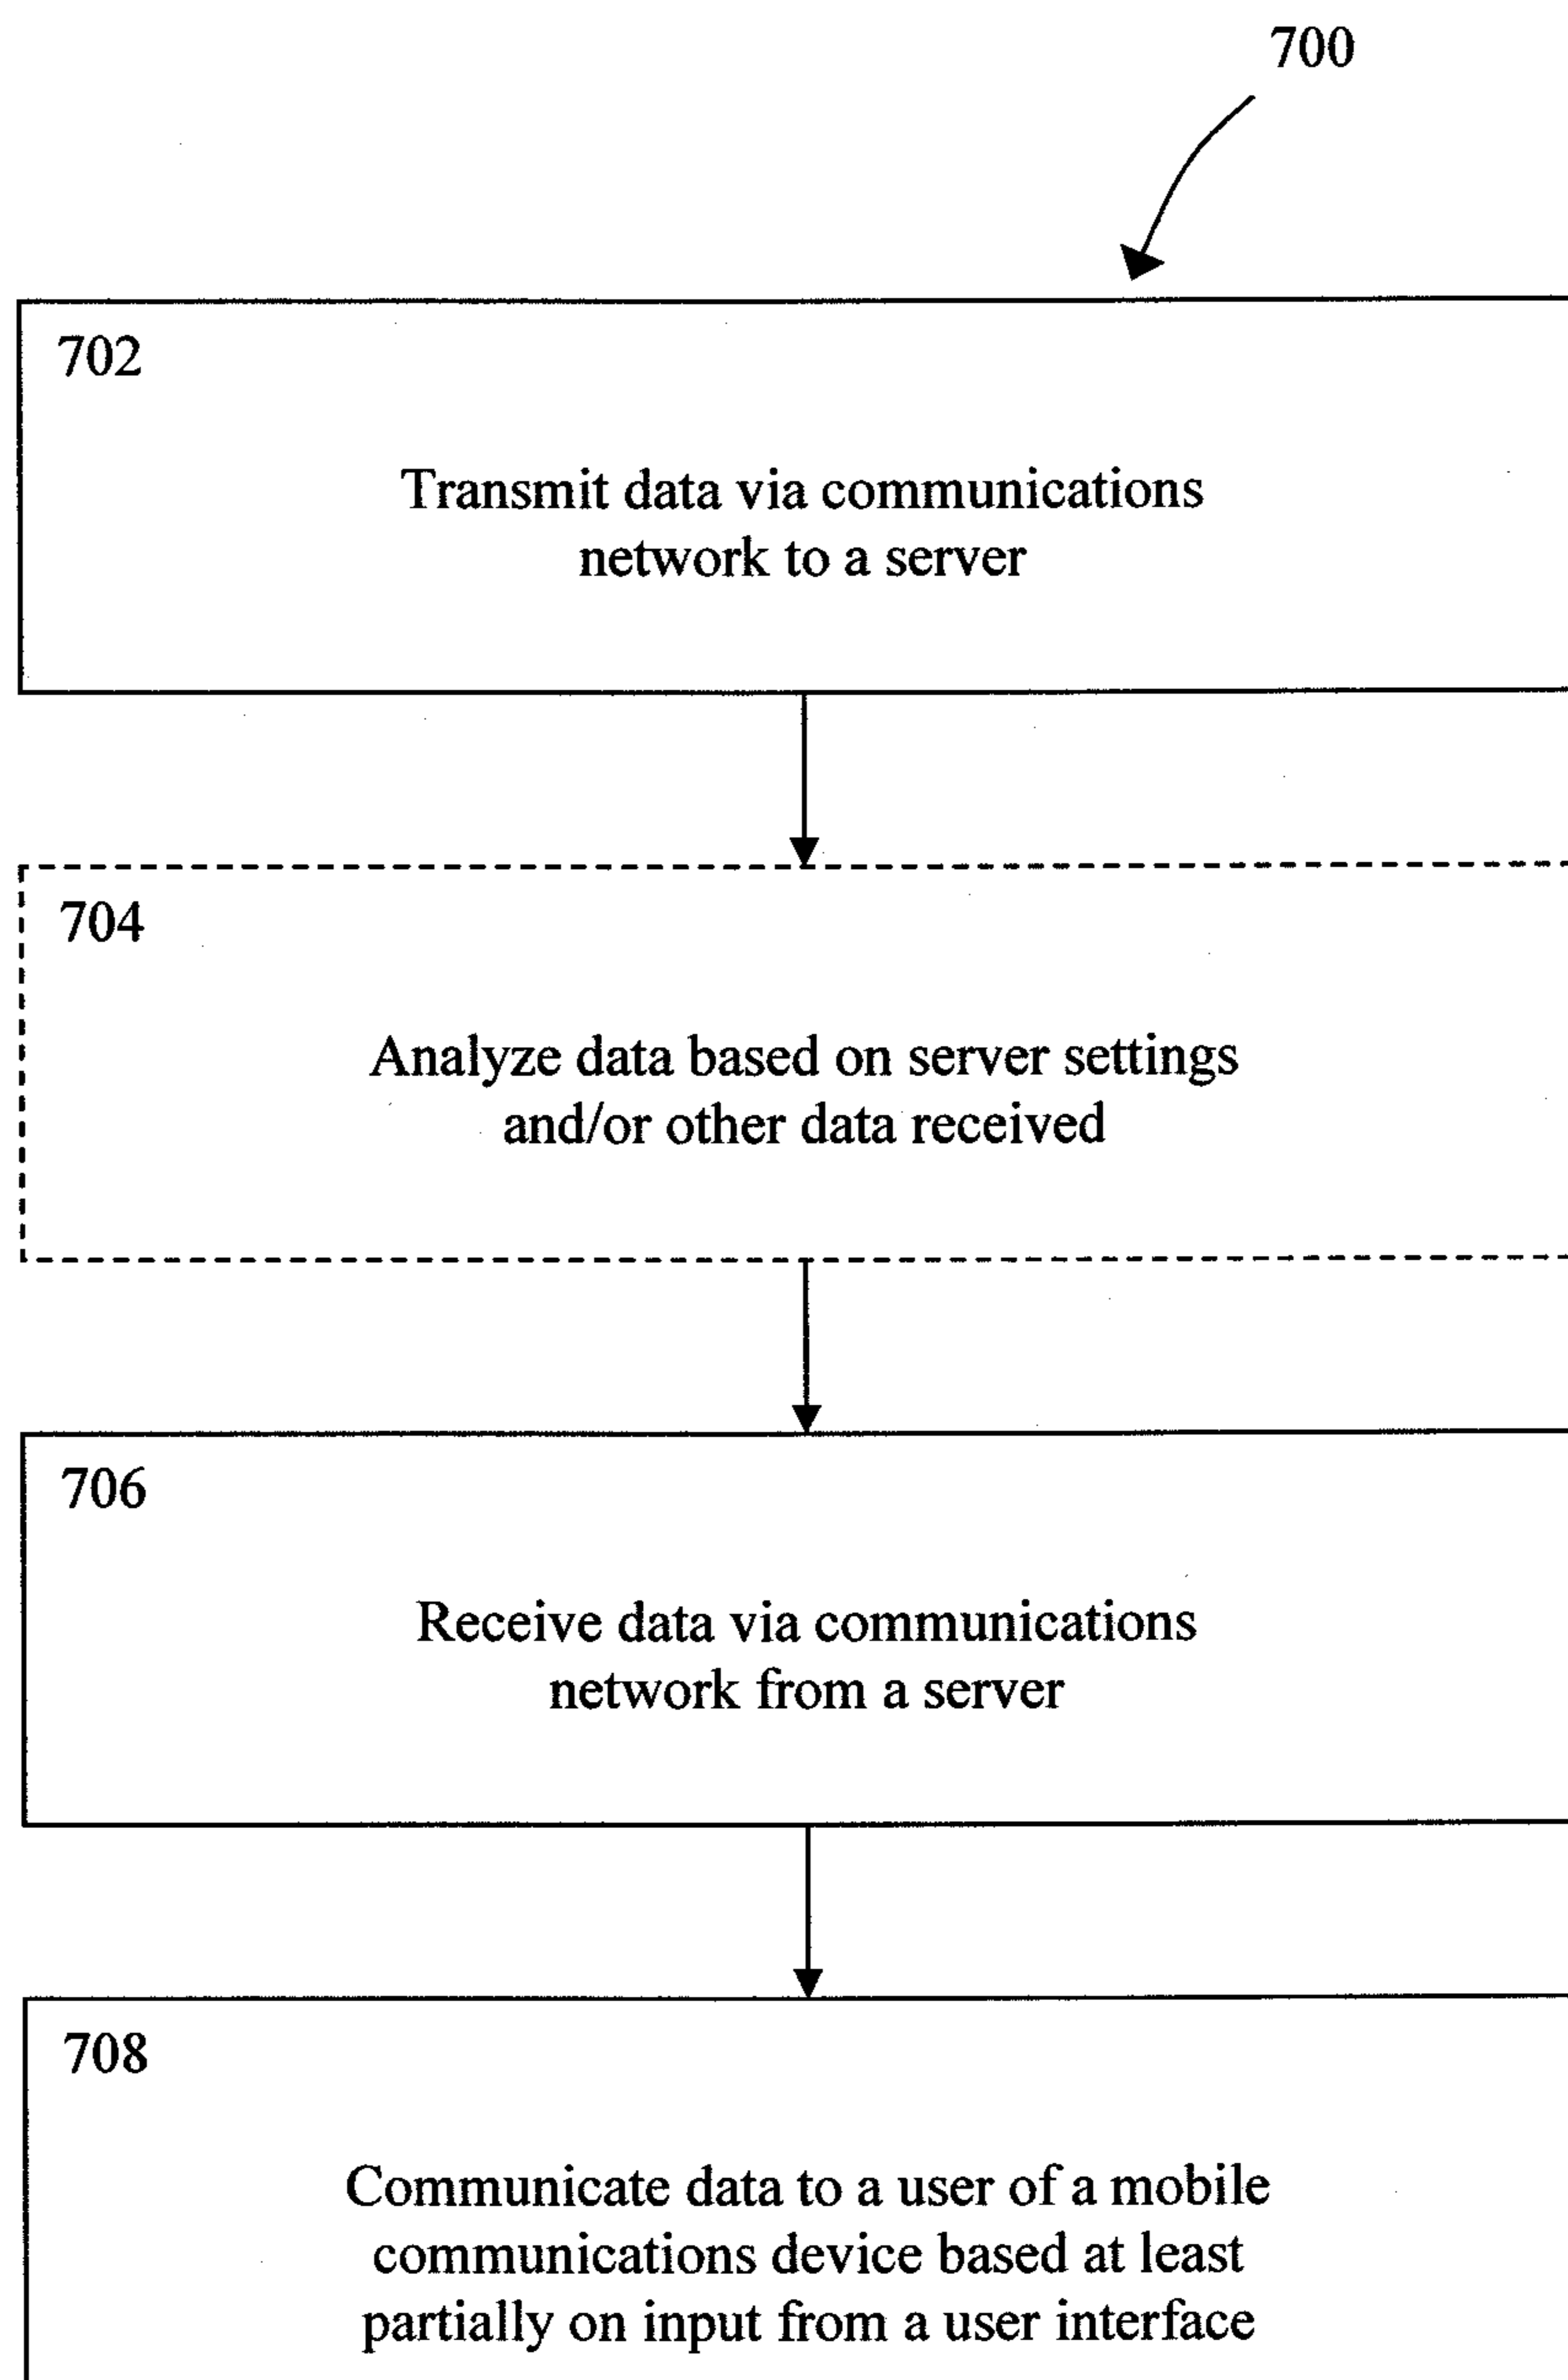 700
702
Transmit data via communications
network to a server
704
Analyze data based on server settings
and/or other data received
706
Receive data via communications
network from a server
708
Communicate data to a user of a mobile
communications device based at least
partially on input from a user interface